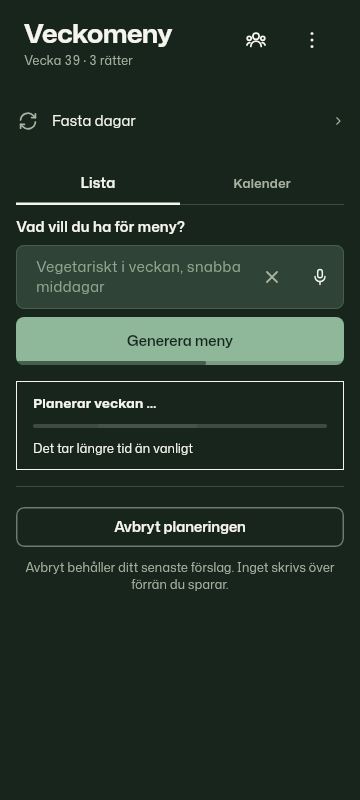 Veckomeny
Vecka 39 · 3 rätter
Fasta dagar
Lista
Kalender
Vad vill du ha för meny?
Vegetariskt i veckan, snabba
middagar
Generera meny
Planerar veckan ...
Det tar längre tid än vanligt
Avbryt planeringen
Avbryt behåller ditt senaste förslag. Inget skrivs över
förrän du sparar.